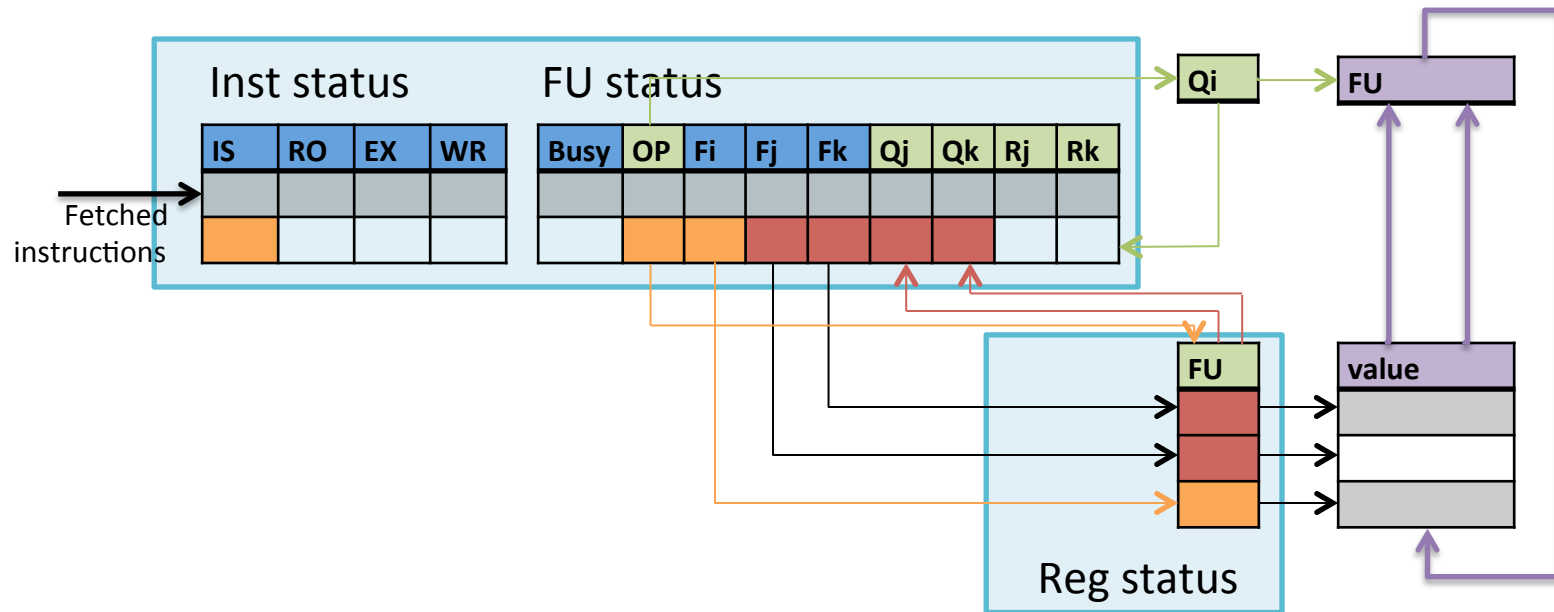 Inst status
FU status
Qi
FU
IS RO EX WR
Busy OP Fi Fj Fk Qj Qk Rj Rk
Fetched
instructions
FU
value
Reg status